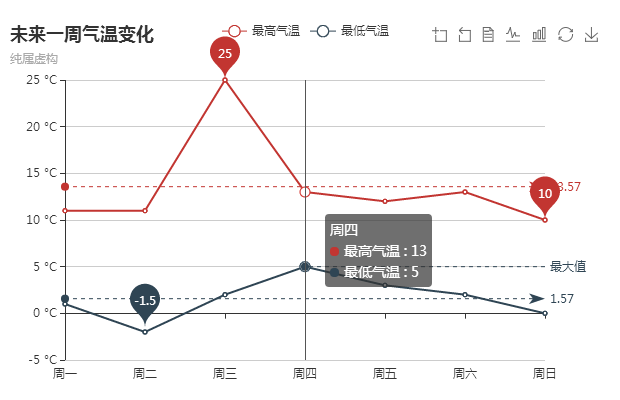 未来一周气温变化
最高气温 最低气温
纯属虚构
25
25 °C
20 °C
15 °C
10 °C
5 °C
0 °C
-5 °C
3.57
10
周四
最高气温 : 13
最低气温 : 5
最大值
-1.5
1.57
周一 周二 周三 周四 周五 周六 周日